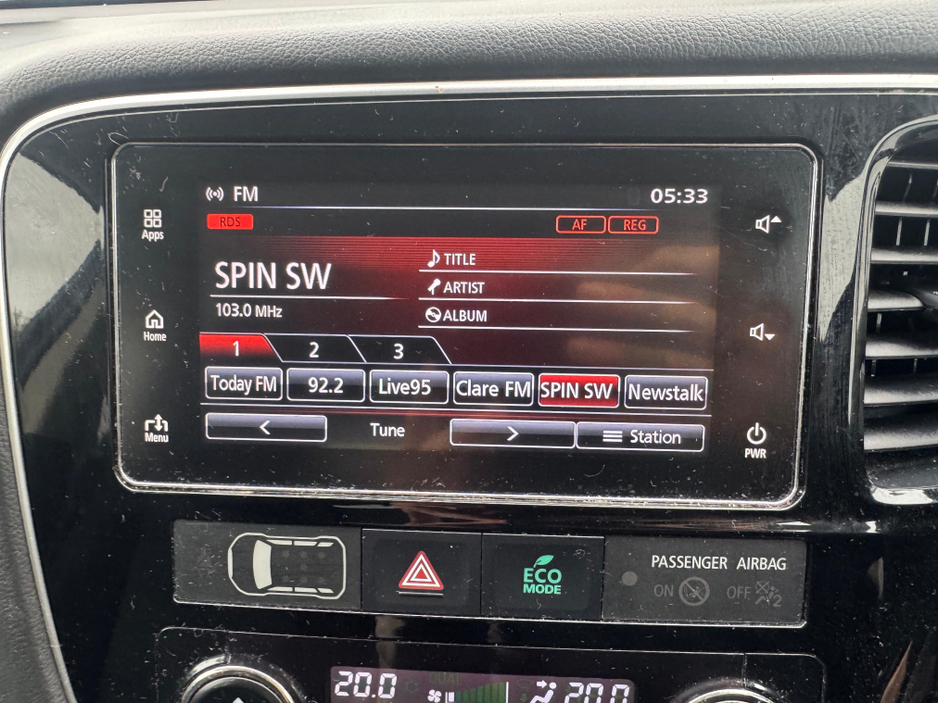 FM 05:33
RDS AF REG
Apps
SPIN SW
103.0 MHz
TITLE
ARTIST
ALBUM
Home
1 2 3
Today FM 92.2 Live95 Clare FM SPIN SW Newstalk
< Tune > Station
Menu
PWR
ECO
MODE
PASSENGER AIRBAG
ON OFF 2
DUAL
20.0 20.0